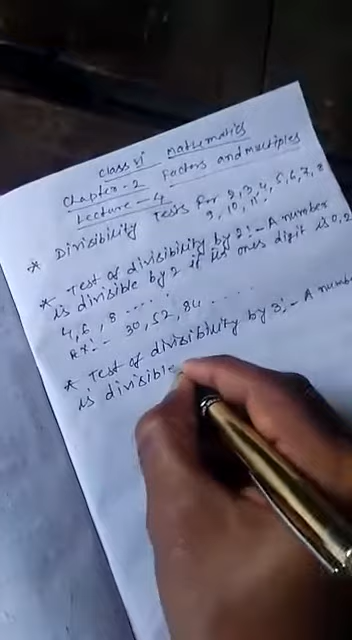 Class VI Mathematics
Chapter-2 Factors and multiples
Lecture-4
* Divisibility Tests For 2,3,4,5,6,7,8
9, 10, 11.
* Test of divisibility by 2:- A number
is divisible by 2 if its ones digit is 0,2
4,6,8.....
Ex:- 30,52,84.....
* Test of divisibility by 3:- A number
is divisible